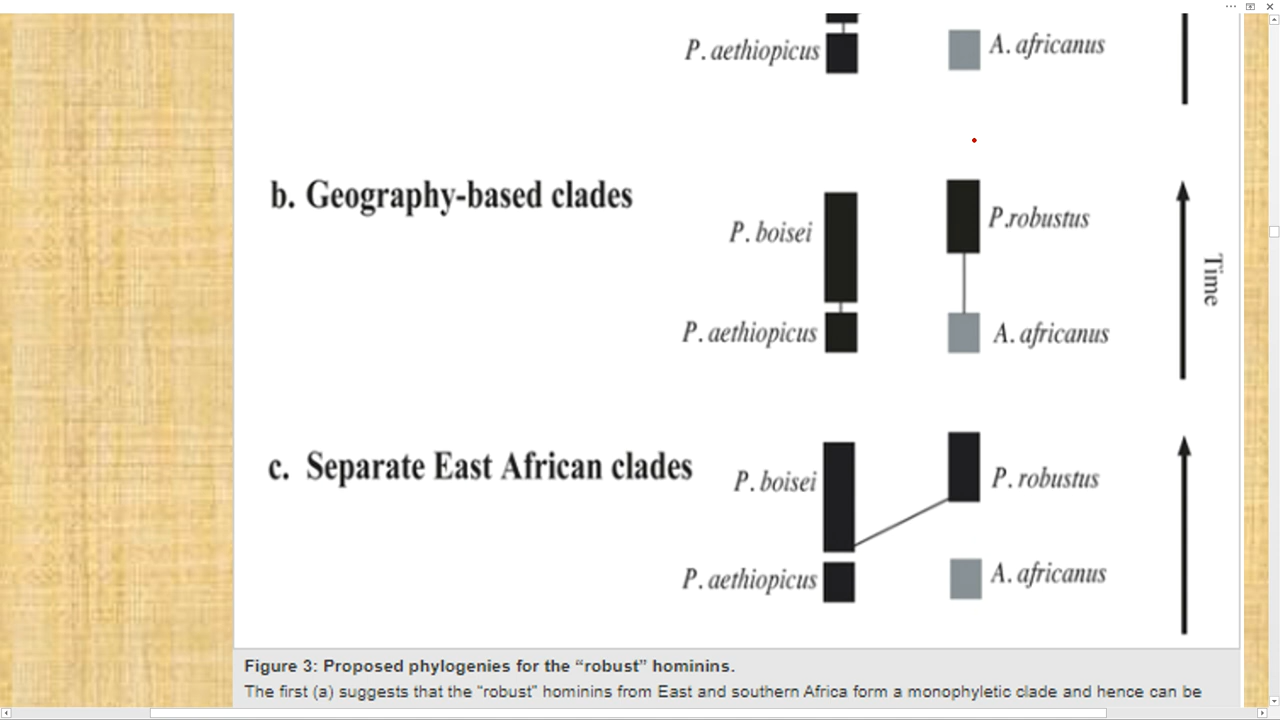 P. aethiopicus
A. africanus
b. Geography-based clades
P. boisei
P.robustus
Time
P. aethiopicus
A. africanus
c. Separate East African clades
P. boisei
P. robustus
P. aethiopicus
A. africanus
Figure 3: Proposed phylogenies for the “robust” hominins.
The first (a) suggests that the “robust” hominins from East and southern Africa form a monophyletic clade and hence can be